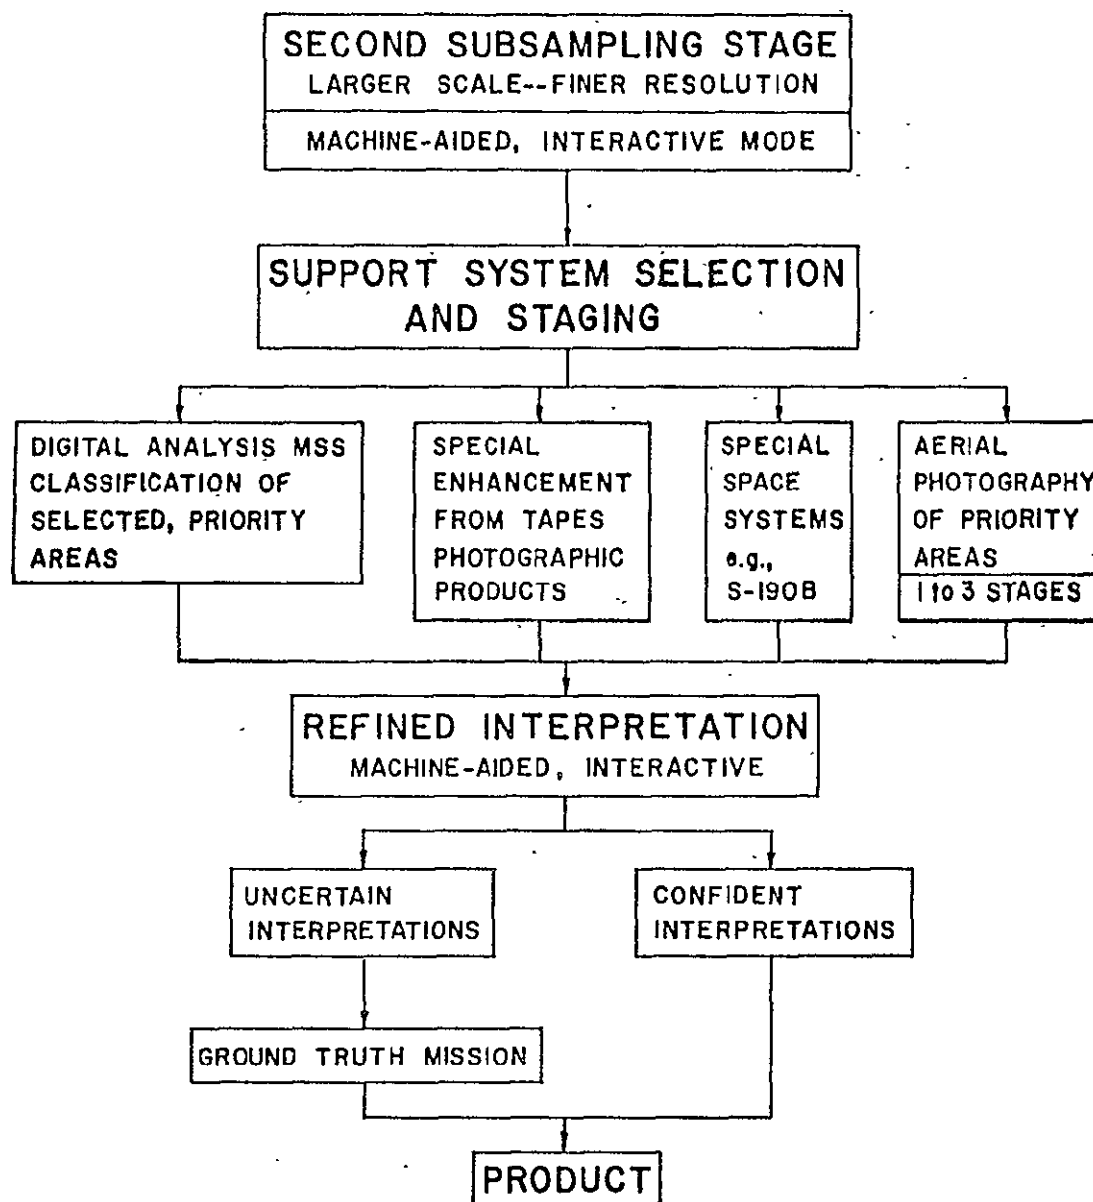 SECOND SUBSAMPLING STAGE
LARGER SCALE--FINER RESOLUTION
MACHINE-AIDED, INTERACTIVE MODE
SUPPORT SYSTEM SELECTION
AND STAGING
DIGITAL ANALYSIS MSS
CLASSIFICATION OF
SELECTED, PRIORITY
AREAS
SPECIAL
ENHANCEMENT
FROM TAPES
PHOTOGRAPHIC
PRODUCTS
SPECIAL
SPACE
SYSTEMS
e.g.,
S-190B
AERIAL
PHOTOGRAPHY
OF PRIORITY
AREAS
1 to 3 STAGES
REFINED INTERPRETATION
MACHINE-AIDED, INTERACTIVE
UNCERTAIN
INTERPRETATIONS
CONFIDENT
INTERPRETATIONS
GROUND TRUTH MISSION
PRODUCT